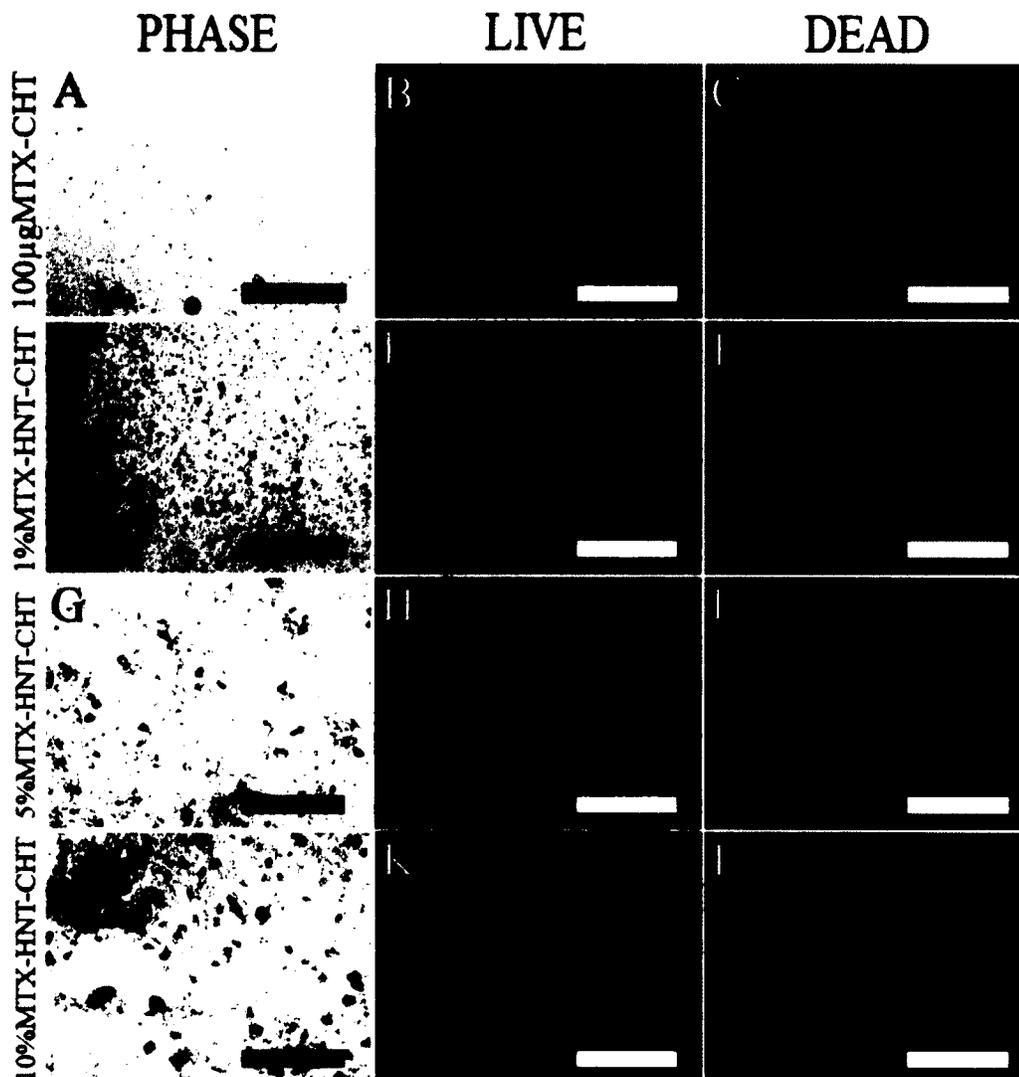 PHASE LIVE DEAD
100µgMTX-CHT
A B
1%MTX-HNT-CHT
5%MTX-HNT-CHT
G
10%MTX-HNT-CHT
K